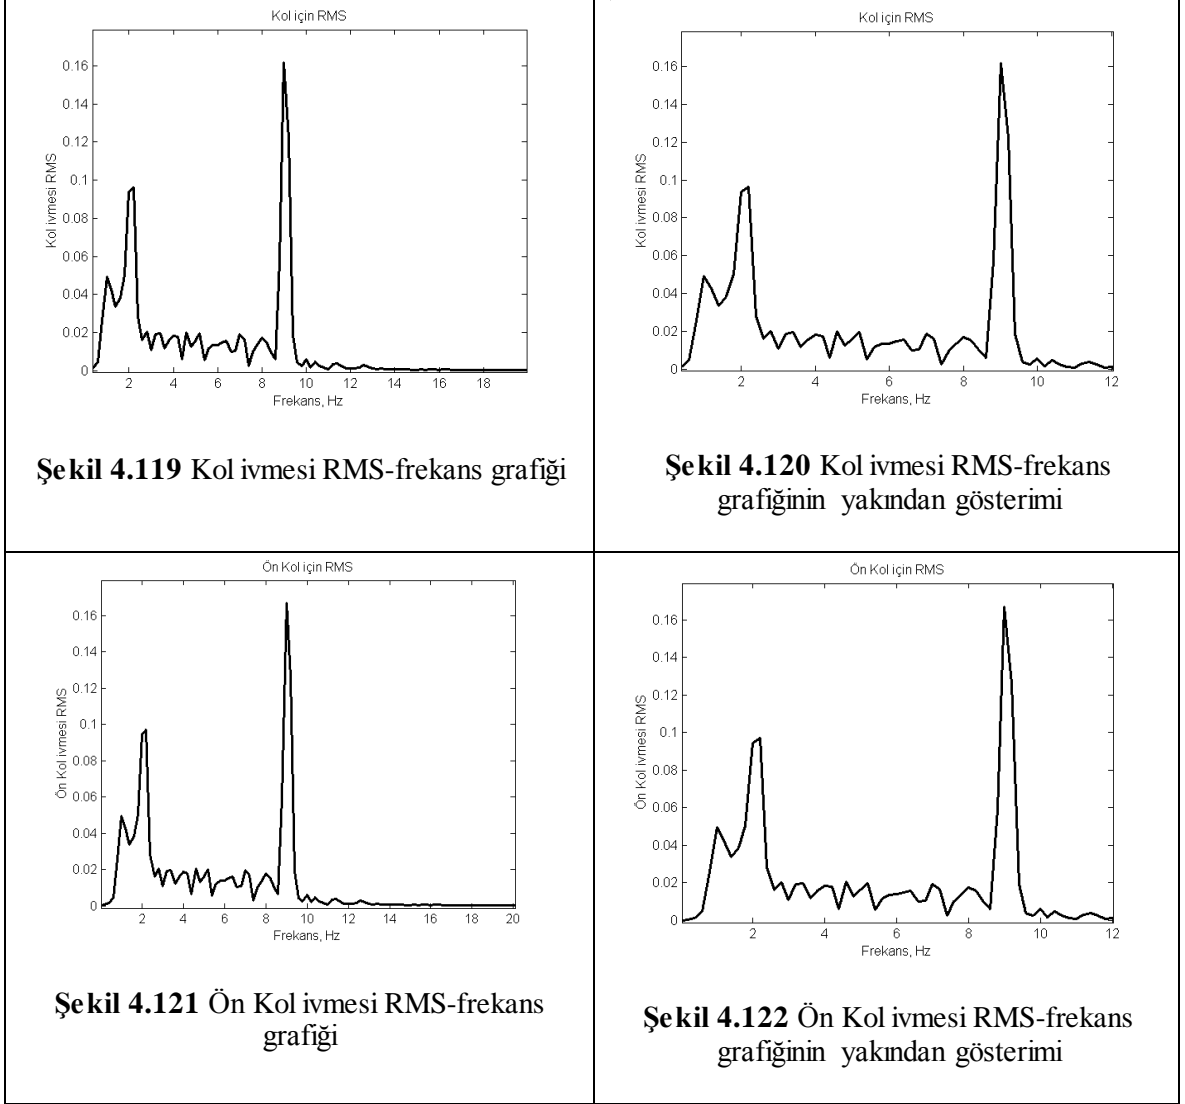 Kol için RMS
0.16
0.14
0.12
0.1
0.08
0.06
0.04
0.02
0
Kol ivmesi RMS
2 4 6 8 10 12 14 16 18
Frekans, Hz
Şekil 4.119 Kol ivmesi RMS-frekans grafiği
Kol için RMS
0.16
0.14
0.12
0.1
0.08
0.06
0.04
0.02
0
Kol ivmesi RMS
2 4 6 8 10 12
Frekans, Hz
Şekil 4.120 Kol ivmesi RMS-frekans
grafiğinin yakından gösterimi
Ön Kol için RMS
0.16
0.14
0.12
0.1
0.08
0.06
0.04
0.02
0
Ön Kol ivmesi RMS
2 4 6 8 10 12 14 16 18 20
Frekans, Hz
Şekil 4.121 Ön Kol ivmesi RMS-frekans
grafiği
Ön Kol için RMS
0.16
0.14
0.12
0.1
0.08
0.06
0.04
0.02
0
Ön Kol ivmesi RMS
2 4 6 8 10 12
Frekans, Hz
Şekil 4.122 Ön Kol ivmesi RMS-frekans
grafiğinin yakından gösterimi